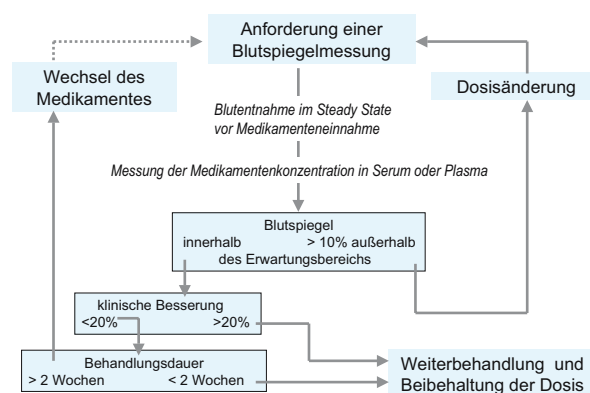 Anforderung einer
Blutspiegelmessung
Wechsel des
Medikamentes
Dosisänderung
Blutentnahme im Steady State
vor Medikamenteneinnahme
Messung der Medikamentenkonzentration in Serum oder Plasma
Blutspiegel
innerhalb > 10% außerhalb
des Erwartungsbereichs
klinische Besserung
<20% >20%
Behandlungsdauer
> 2 Wochen < 2 Wochen
Weiterbehandlung und
Beibehaltung der Dosis